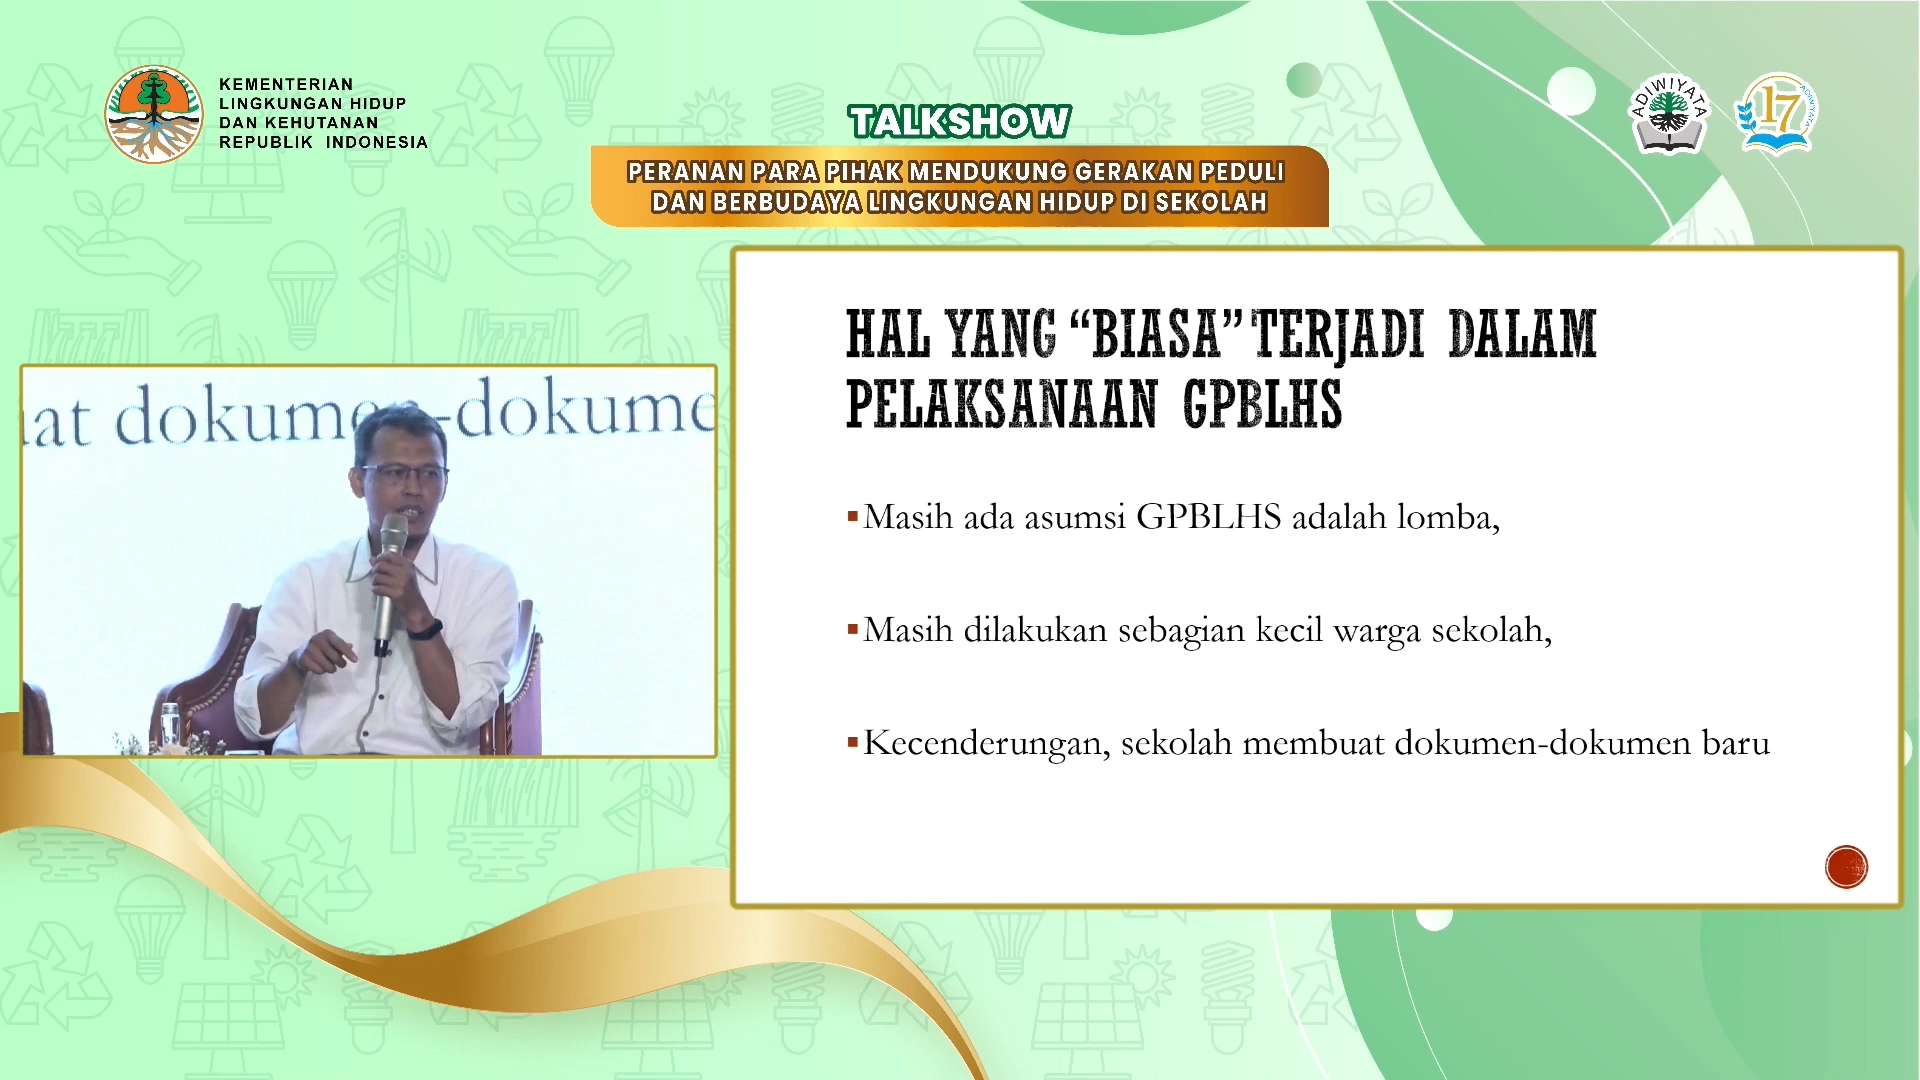 KEMENTERIAN
LINGKUNGAN HIDUP
DAN KEHUTANAN
REPUBLIK INDONESIA
TALKSHOW
PERANAN PARA PIHAK MENDUKUNG GERAKAN PEDULI
DAN BERBUDAYA LINGKUNGAN HIDUP DI SEKOLAH
ADIWIYATA
17
ADIWIYATA
HAL YANG “BIASA” TERJADI DALAM
PELAKSANAAN GPBLHS
▪Masih ada asumsi GPBLHS adalah lomba,
▪Masih dilakukan sebagian kecil warga sekolah,
▪Kecenderungan, sekolah membuat dokumen-dokumen baru
at dokumen-dokume